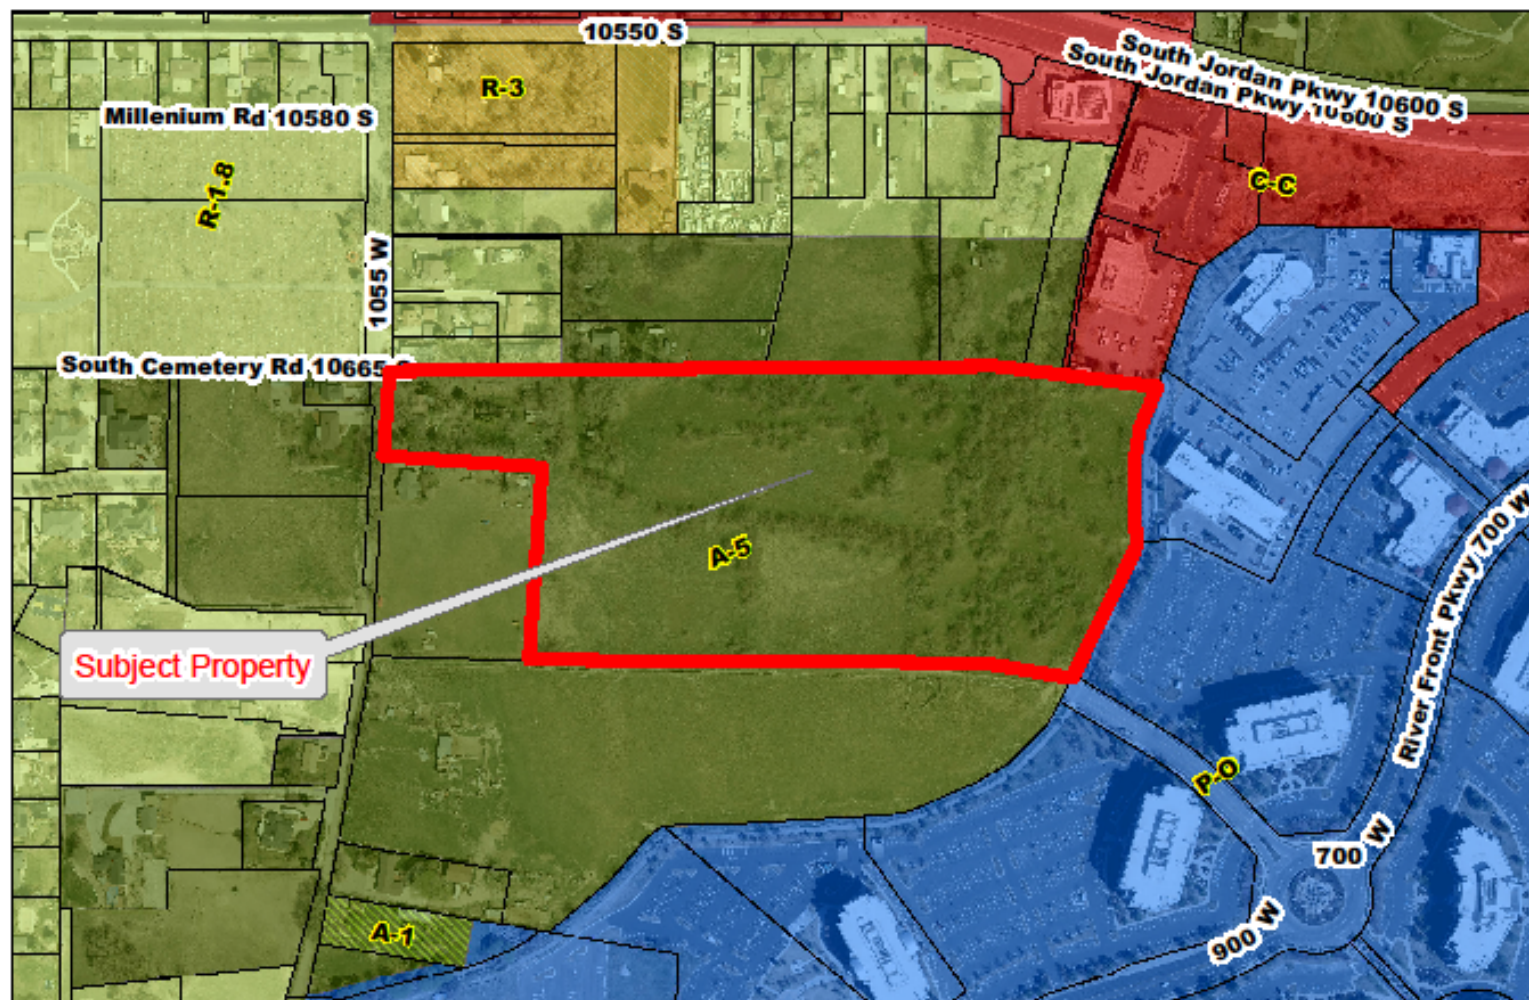 10550 S
South Jordan Pkwy 10600 S
South Jordan Pkwy 10600 S
R-3
Millenium Rd 10580 S
R-1.8
C-C
1055 W
South Cemetery Rd 10665 S
A-5
River Front Pkwy 700 W
Subject Property
P-O
700 W
A-1
900 W